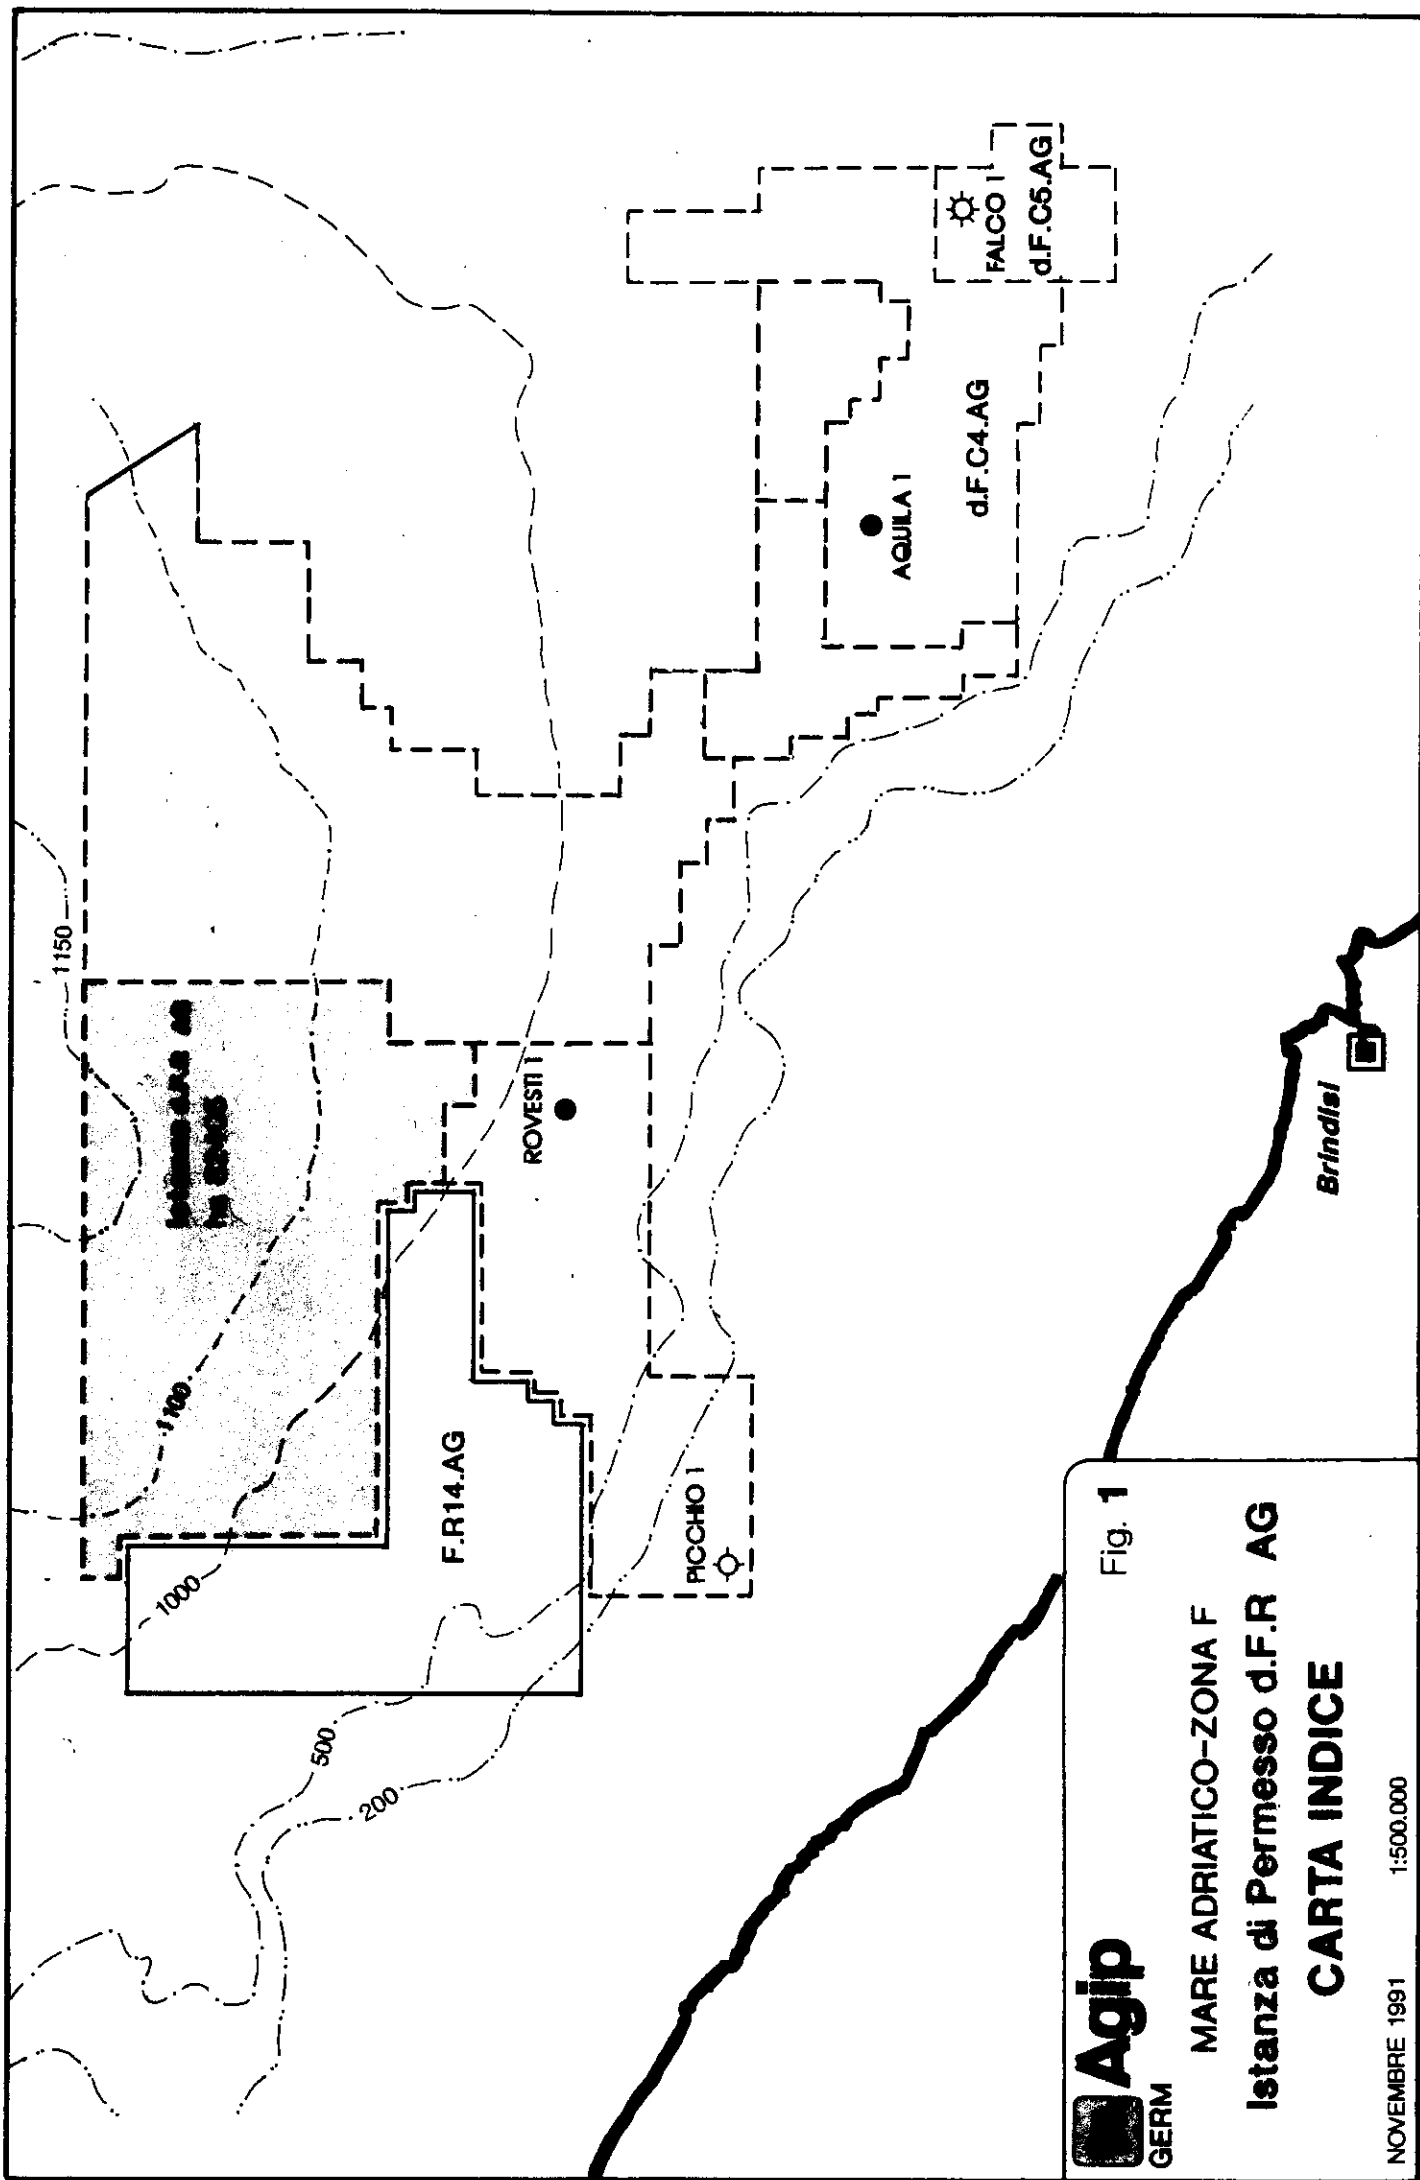 1150
Istanza d.F.R AG
1100
1000
500
200
F.R14.AG
ROVESTI 1
PICCHIO 1
AQUILA 1
d.F.C4.AG
FALCO 1
d.F.C5.AG
Brindisi
Agip
GERM
Fig. 1
MARE ADRIATICO-ZONA F
Istanza di Permesso d.F.R AG
CARTA INDICE
NOVEMBRE 1991
1:500.000